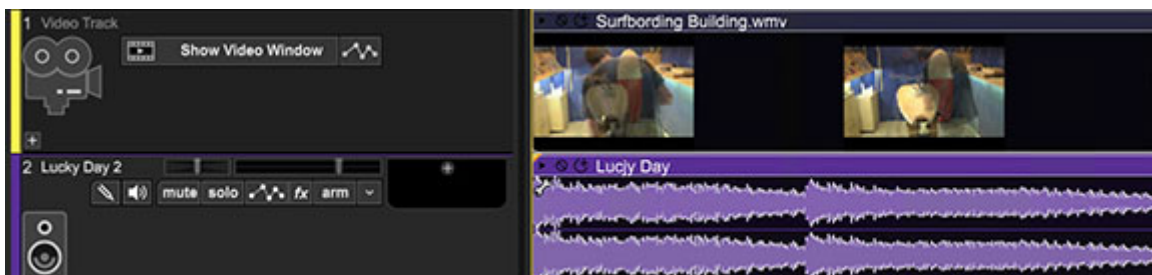 1 Video Track
Show Video Window
Surfbording Building.wmv
2 Lucky Day 2
mute solo fx arm
Lucjy Day